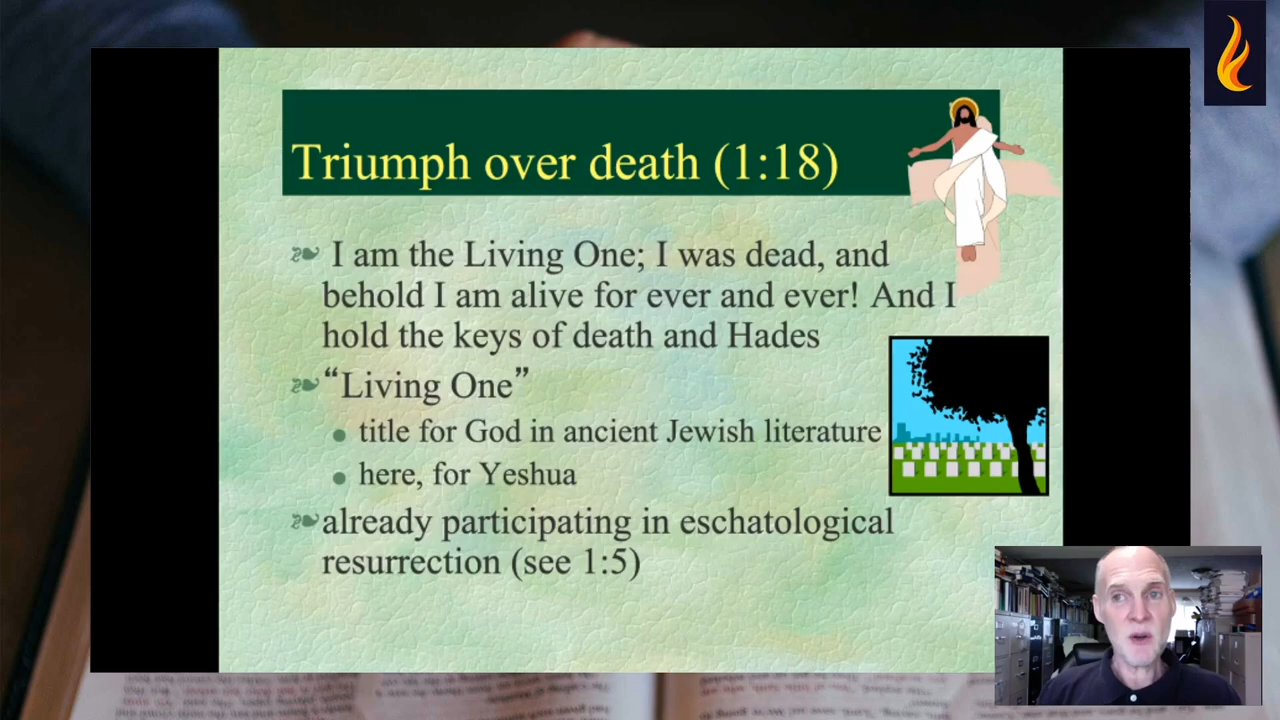 Triumph over death (1:18)
I am the Living One; I was dead, and
behold I am alive for ever and ever! And I
hold the keys of death and Hades
“Living One”
title for God in ancient Jewish literature
here, for Yeshua
already participating in eschatological
resurrection (see 1:5)